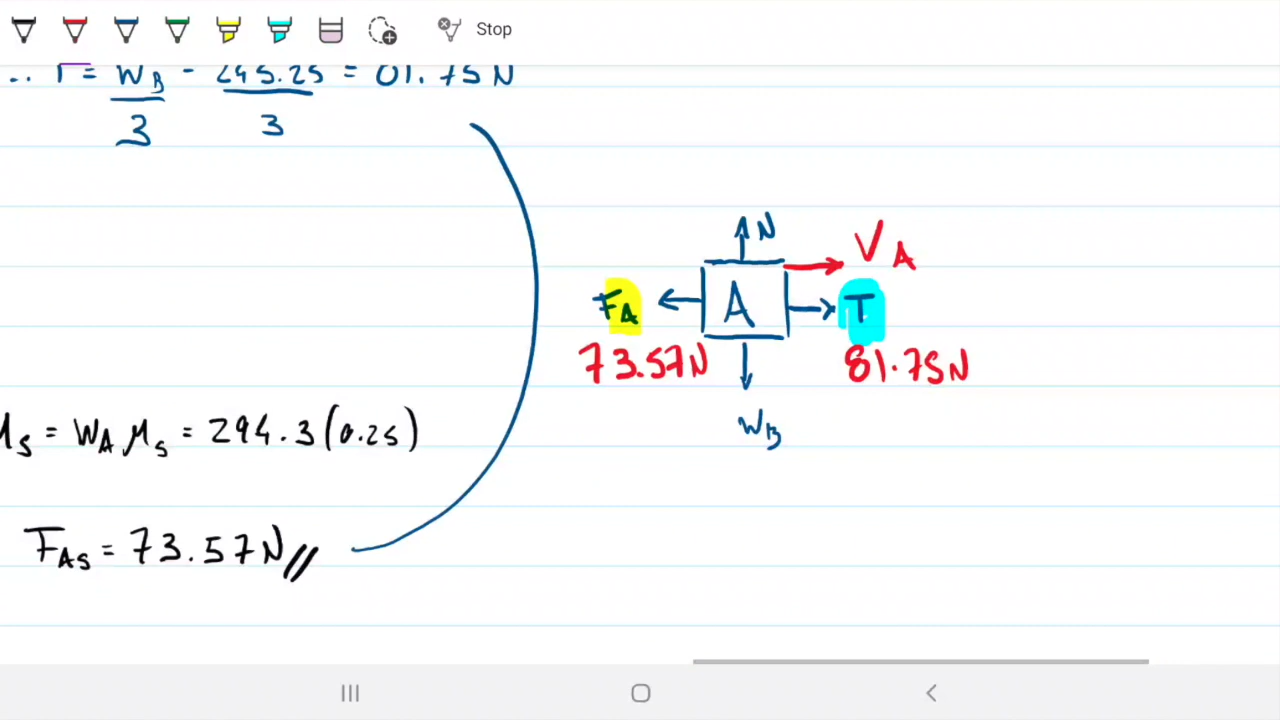 Stop
.. T = W_B/3 = 245.25/3 = 81.75 N
N
V_A
F_A
A
T
73.57N
81.75N
W_B
μ_S = W_A μ_S = 294.3(0.25)
F_AS = 73.57N//